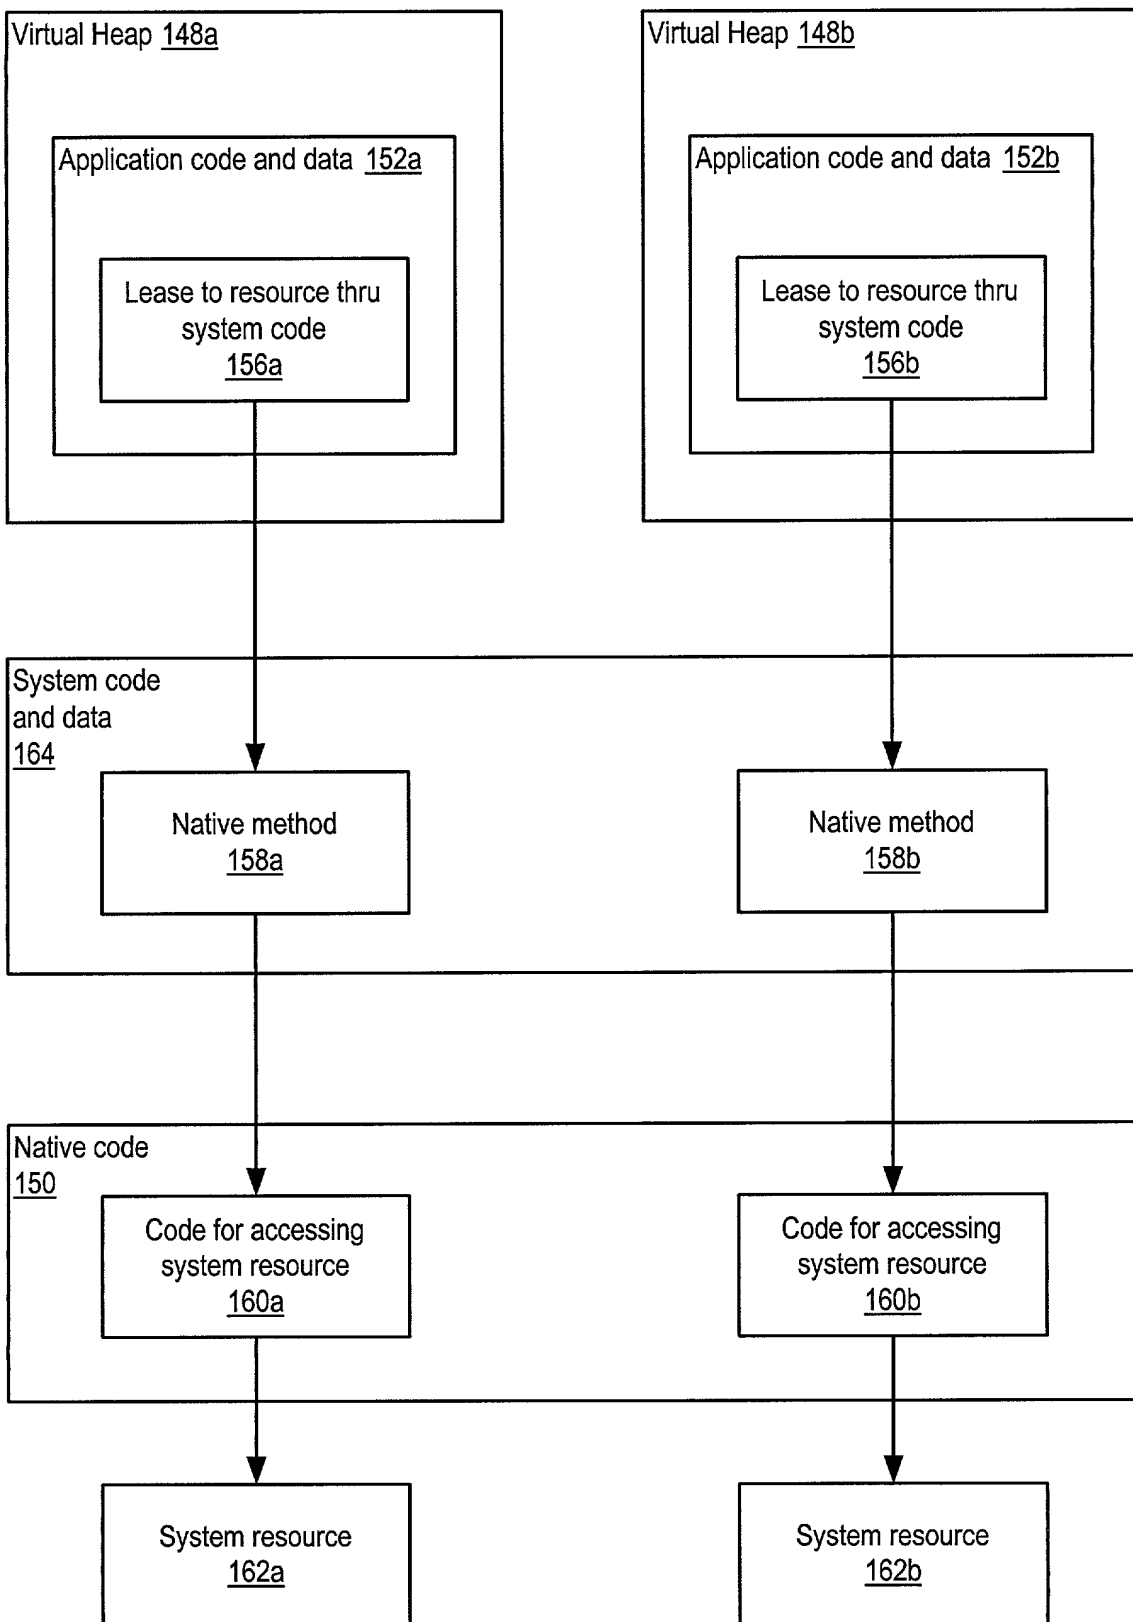 Virtual Heap 148a
Virtual Heap 148b
Application code and data 152a
Application code and data 152b
Lease to resource thru
system code
156a
Lease to resource thru
system code
156b
System code
and data
164
Native method
158a
Native method
158b
Native code
150
Code for accessing
system resource
160a
Code for accessing
system resource
160b
System resource
162a
System resource
162b